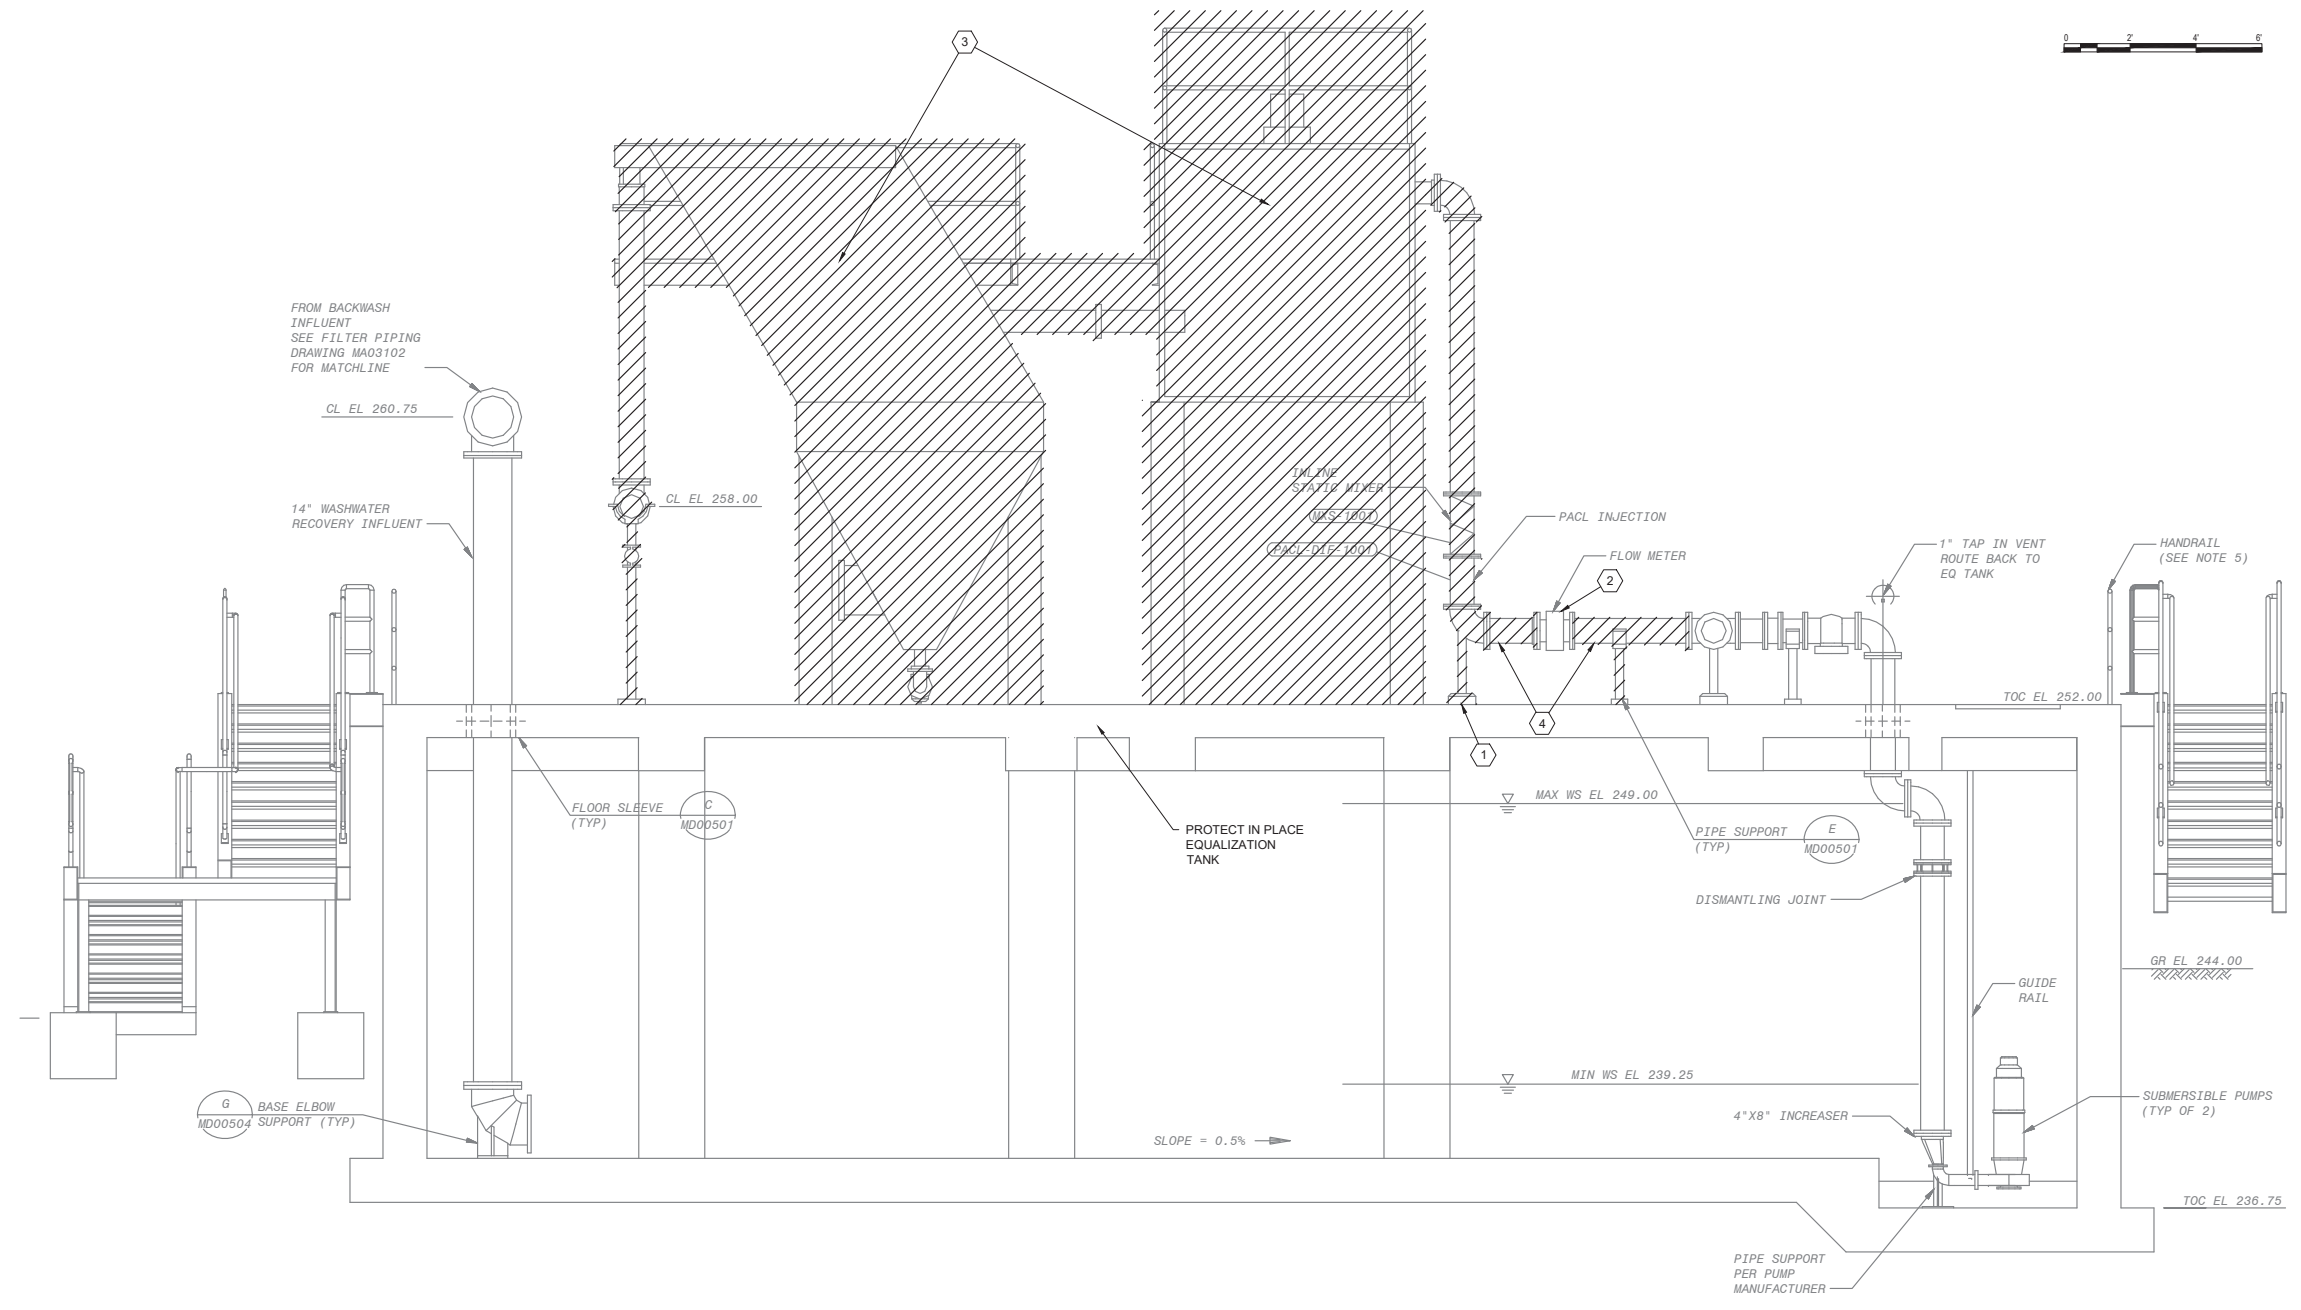 3
0 2' 4' 6'
FROM BACKWASH
INFLUENT
SEE FILTER PIPING
DRAWING MA03102
FOR MATCHLINE
CL EL 260.75
CL EL 258.00
14" WASHWATER
RECOVERY INFLUENT
INLINE
STATIC MIXER
MXS-1001
PACL-DIF-1001
PACL INJECTION
FLOW METER
2
1" TAP IN VENT
ROUTE BACK TO
EQ TANK
HANDRAIL
(SEE NOTE 5)
TOC EL 252.00
4
1
FLOOR SLEEVE
(TYP)
C
MD00501
PROTECT IN PLACE
EQUALIZATION
TANK
MAX WS EL 249.00
PIPE SUPPORT
(TYP)
E
MD00501
DISMANTLING JOINT
GR EL 244.00
GUIDE
RAIL
MIN WS EL 239.25
G
MD00504
BASE ELBOW
SUPPORT (TYP)
4"X8" INCREASER
SUBMERSIBLE PUMPS
(TYP OF 2)
SLOPE = 0.5%
TOC EL 236.75
PIPE SUPPORT
PER PUMP
MANUFACTURER